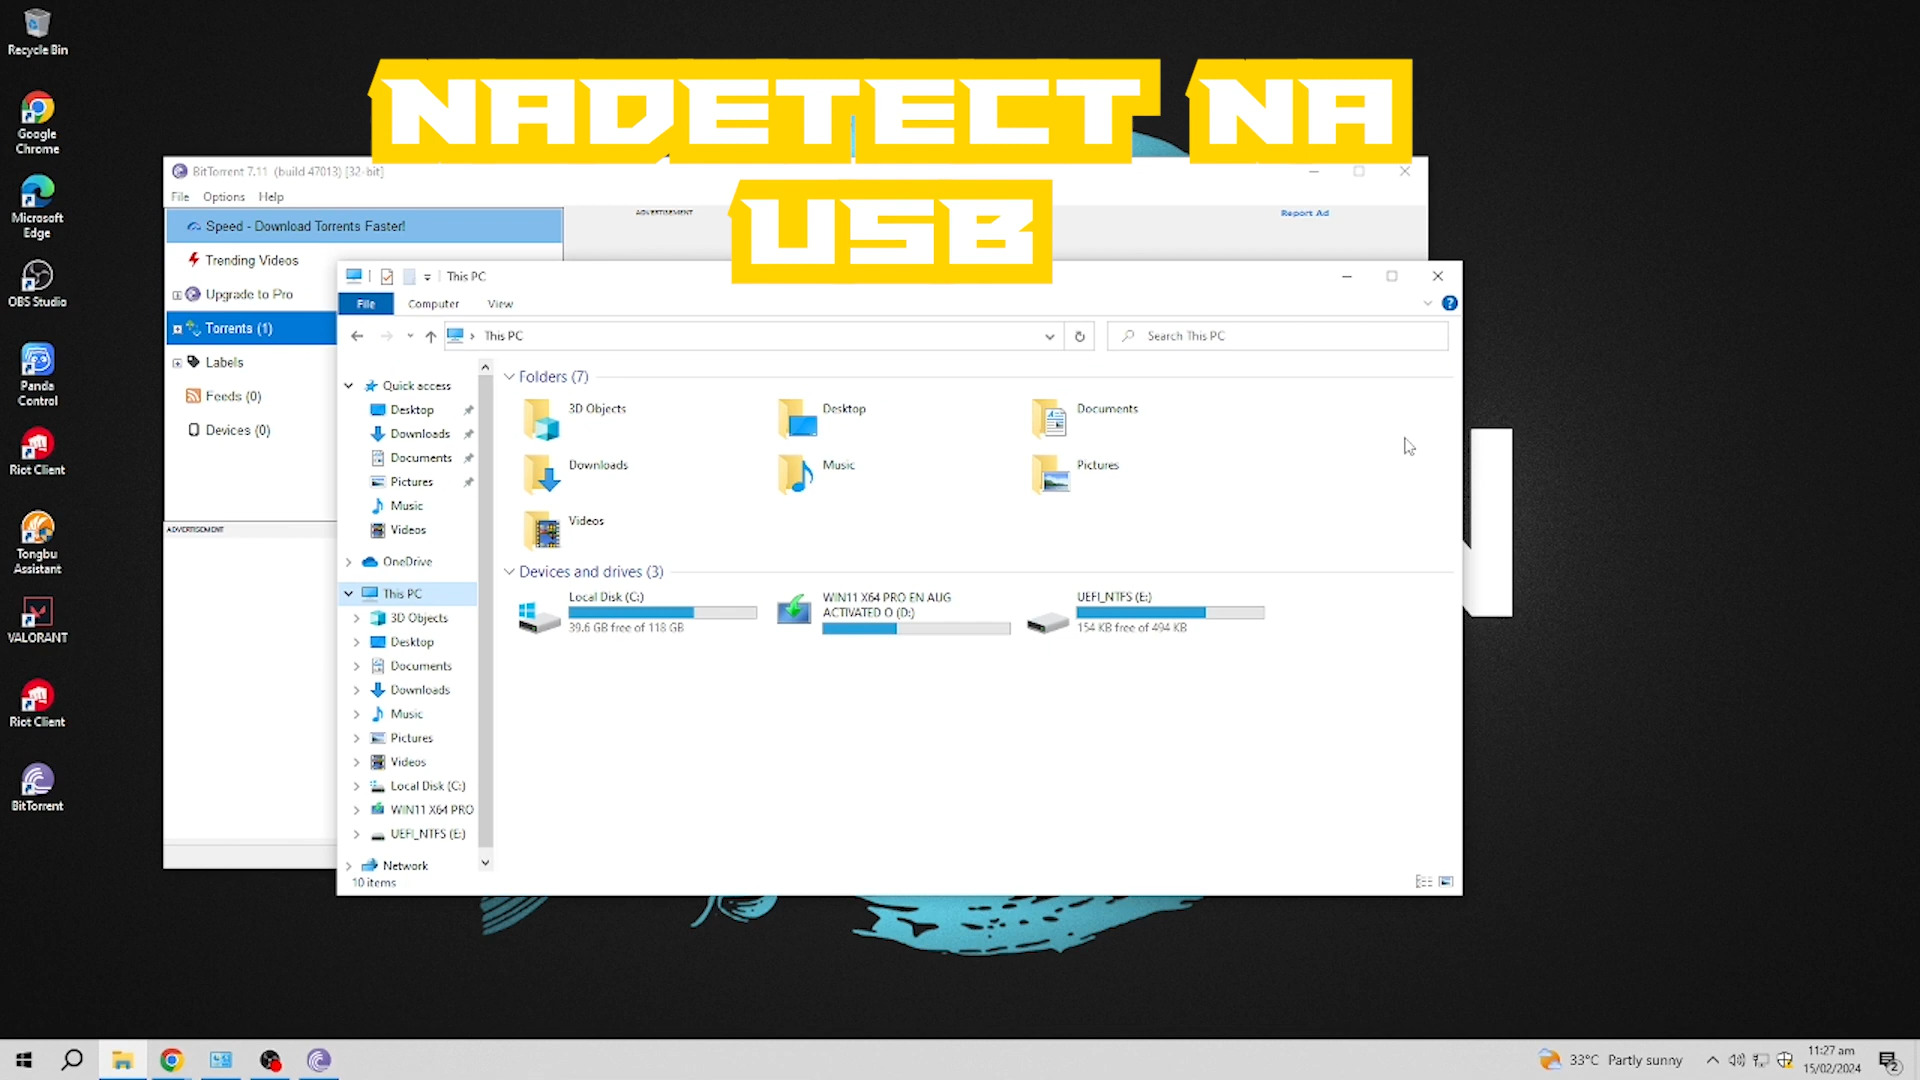 NADETECT NA
USB
Recycle Bin
Google
Chrome
Microsoft
Edge
OBS Studio
Panda
Control
Riot Client
Tongbu
Assistant
VALORANT
Riot Client
BitTorrent
BitTorrent 7.11 (build 47013) [32-bit]
File Options Help
Speed - Download Torrents Faster!
Trending Videos
Upgrade to Pro
Torrents (1)
Labels
Feeds (0)
Devices (0)
ADVERTISEMENT
ADVERTISEMENT
Report Ad
This PC
File Computer View
This PC
Search This PC
Quick access
Desktop
Downloads
Documents
Pictures
Music
Videos
OneDrive
This PC
3D Objects
Desktop
Documents
Downloads
Music
Pictures
Videos
Local Disk (C:)
WIN11 X64 PRO
UEFI_NTFS (E:)
Network
10 items
Folders (7)
3D Objects
Desktop
Documents
Downloads
Music
Pictures
Videos
Devices and drives (3)
Local Disk (C:)
39.6 GB free of 118 GB
WIN11 X64 PRO EN AUG
ACTIVATED O (D:)
UEFI_NTFS (E:)
154 KB free of 494 KB
33°C Partly sunny
11:27 am
15/02/2024
2